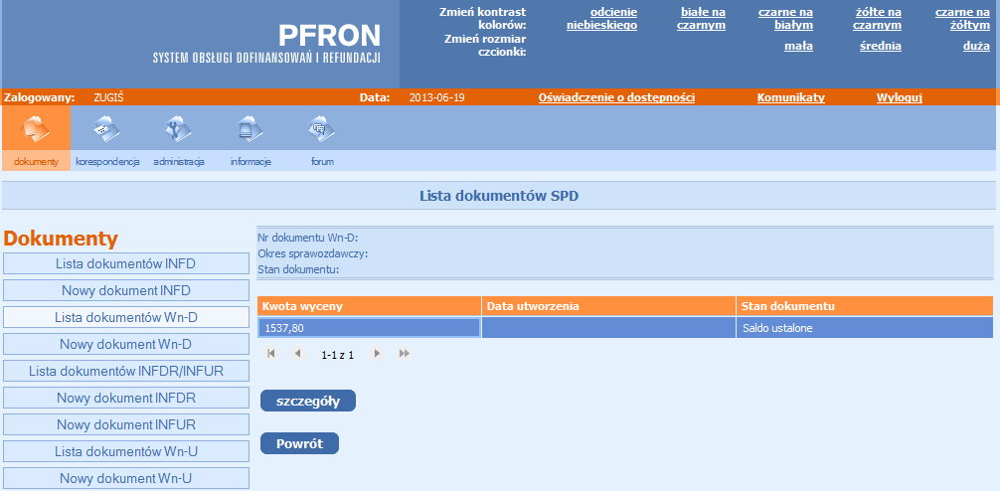 PFRON
SYSTEM OBSŁUGI DOFINANSOWAŃ I REFUNDACJI
Zmień kontrast kolorów:
odcienie niebieskiego
białe na czarnym
czarne na białym
żółte na czarnym
czarne na żółtym
Zmień rozmiar czcionki:
mała
średnia
duża
Zalogowany: ZUGIŚ Data: 2013-06-19 Oświadczenie o dostępności Komunikaty Wyloguj
dokumenty korespondencja administracja informacje forum
Lista dokumentów SPD
Dokumenty
Lista dokumentów INFD
Nowy dokument INFD
Lista dokumentów Wn-D
Nowy dokument Wn-D
Lista dokumentów INFDR/INFUR
Nowy dokument INFDR
Nowy dokument INFUR
Lista dokumentów Wn-U
Nowy dokument Wn-U
Nr dokumentu Wn-D:
Okres sprawozdawczy:
Stan dokumentu:
Kwota wyceny Data utworzenia Stan dokumentu
1537,80 Saldo ustalone
1-1 z 1
szczegóły
Powrót